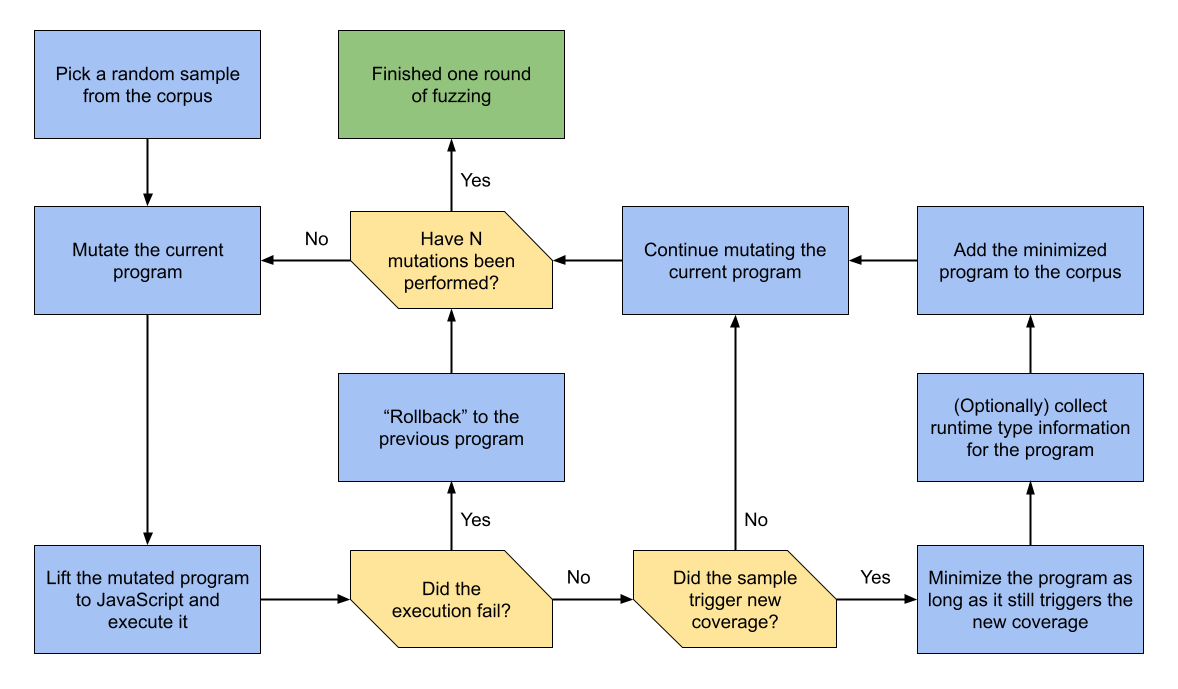 Pick a random sample
from the corpus
Finished one round
of fuzzing
Yes
Mutate the current
program
No
Have N
mutations been
performed?
Continue mutating the
current program
Add the minimized
program to the corpus
“Rollback” to the
previous program
(Optionally) collect
runtime type information
for the program
Yes
No
Lift the mutated program
to JavaScript and
execute it
Did the
execution fail?
No
Did the sample
trigger new
coverage?
Yes
Minimize the program as
long as it still triggers the
new coverage